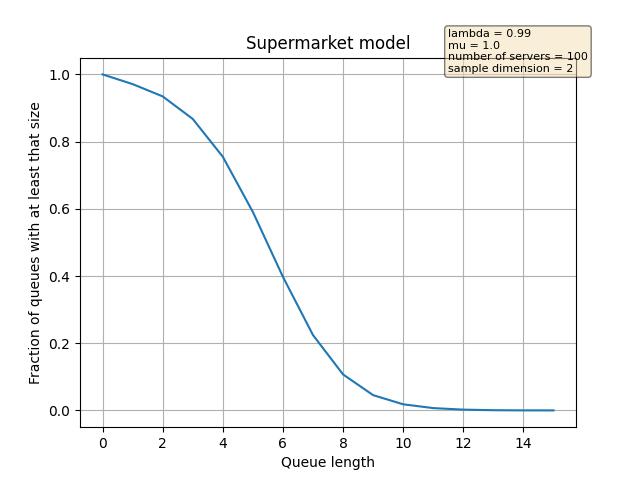 Supermarket model
lambda = 0.99
mu = 1.0
number of servers = 100
sample dimension = 2
Fraction of queues with at least that size
1.0
0.8
0.6
0.4
0.2
0.0
0 2 4 6 8 10 12 14
Queue length